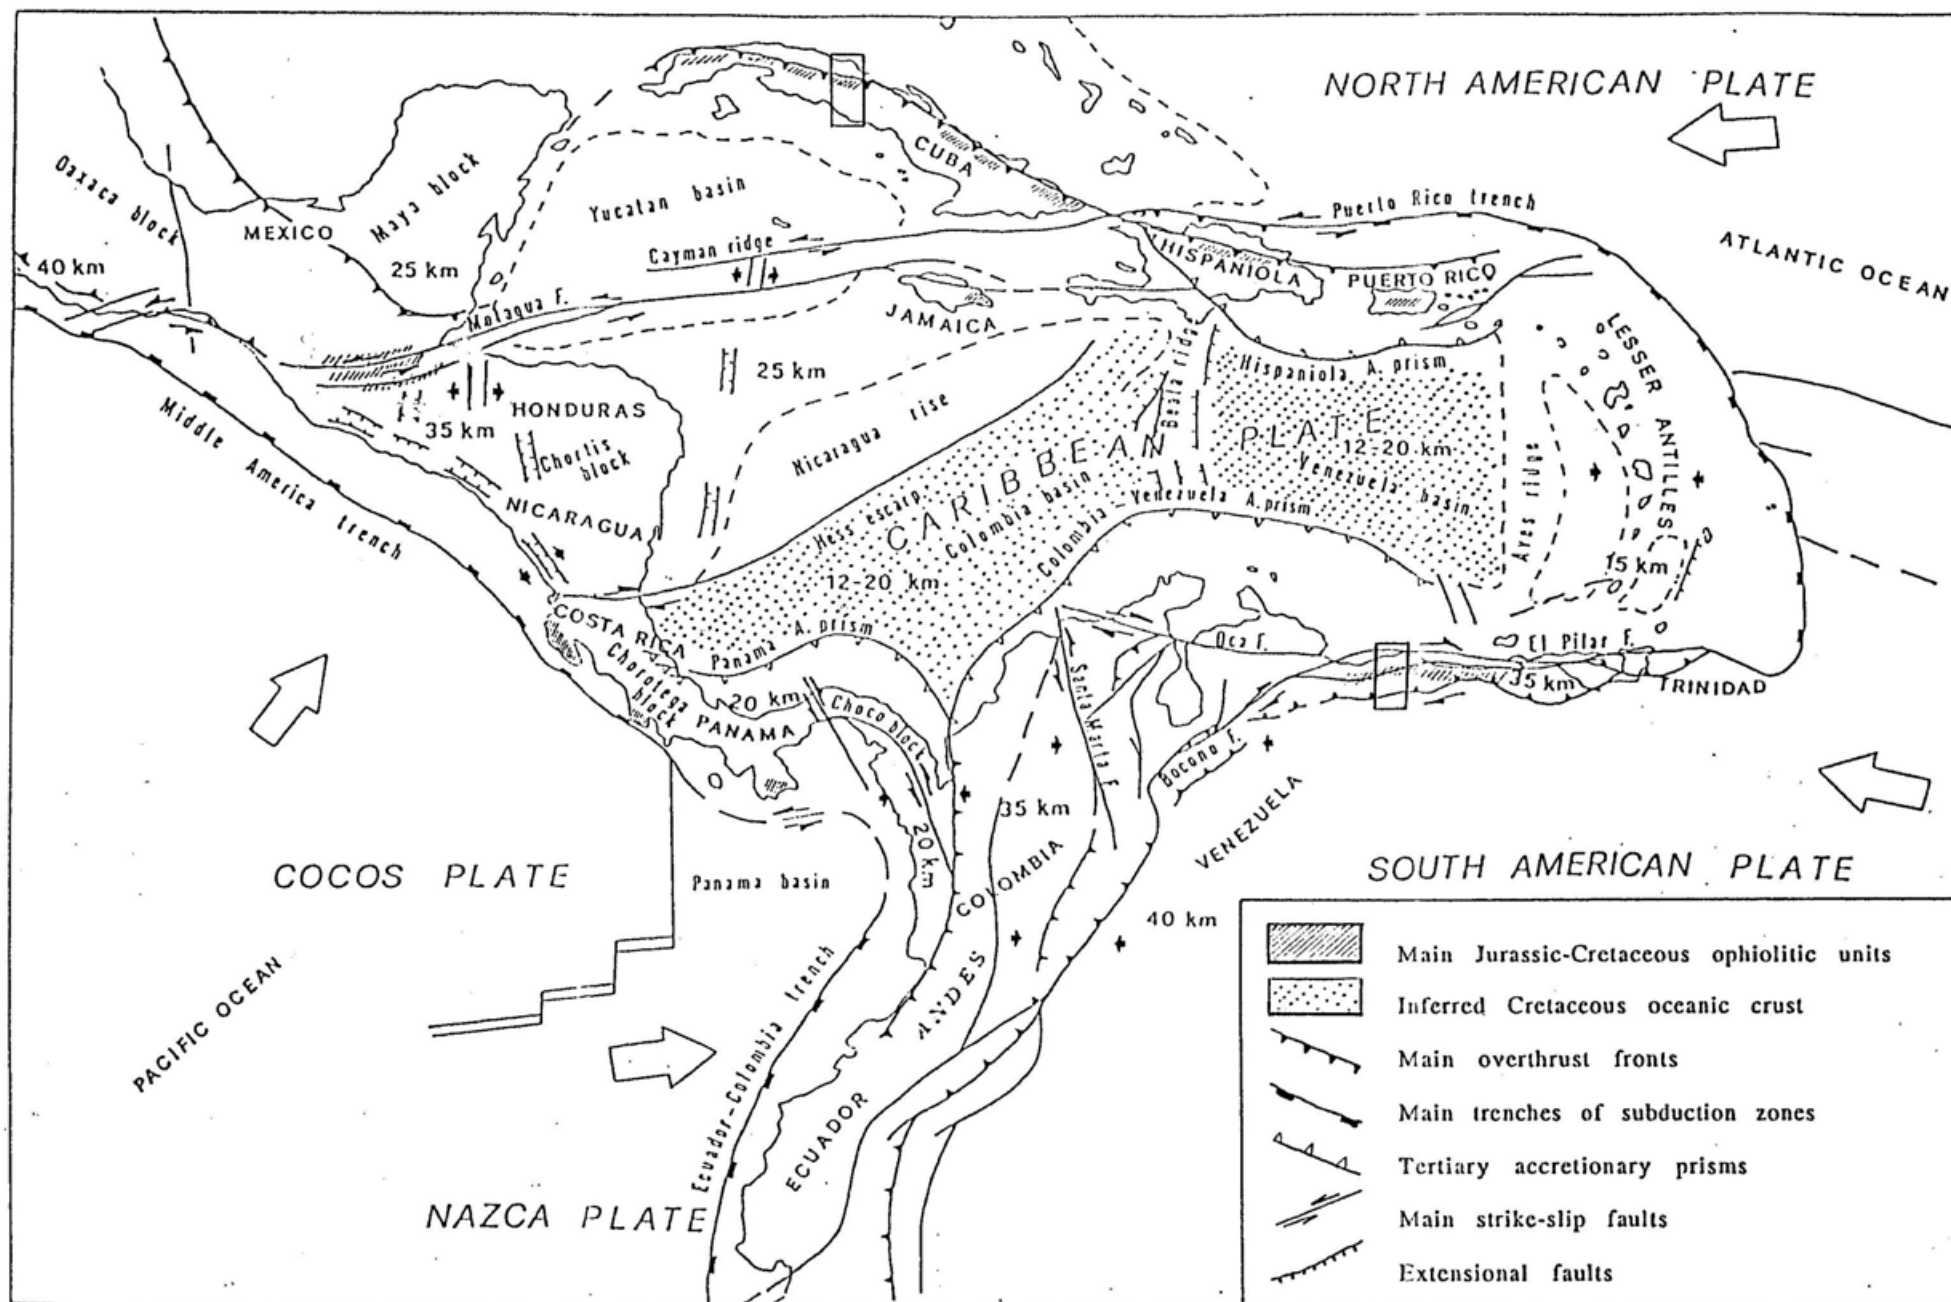 NORTH AMERICAN PLATE
Oaxaca block
MEXICO
Maya block
25 km
40 km
Yucatan basin
CUBA
Cayman ridge
Puerto Rico trench
ATLANTIC OCEAN
HISPANIOLA
PUERTO RICO
Motagua F.
JAMAICA
LESSER ANTILLES
Middle America trench
35 km
HONDURAS
Chortis block
25 km
Nicaragua rise
Beata ridge
Hispaniola A. prism
CARIBBEAN PLATE
12-20 km
Venezuela basin
NICARAGUA
Hess escarp.
Colombia basin
12-20 km
Colombia
Venezuela A. prism
Aves ridge
15 km
COSTA RICA
Chorotega block
Panama A. prism
20 km
PANAMA
Choco block
20 km
Santa Marta F.
Oca F.
El Pilar F.
35 km
TRINIDAD
Bocono F.
35 km
VENEZUELA
COLOMBIA
40 km
COCOS PLATE
Panama basin
PACIFIC OCEAN
Ecuador-Colombia trench
ANDES
ECUADOR
NAZCA PLATE
SOUTH AMERICAN PLATE
Main Jurassic-Cretaceous ophiolitic units
Inferred Cretaceous oceanic crust
Main overthrust fronts
Main trenches of subduction zones
Tertiary accretionary prisms
Main strike-slip faults
Extensional faults